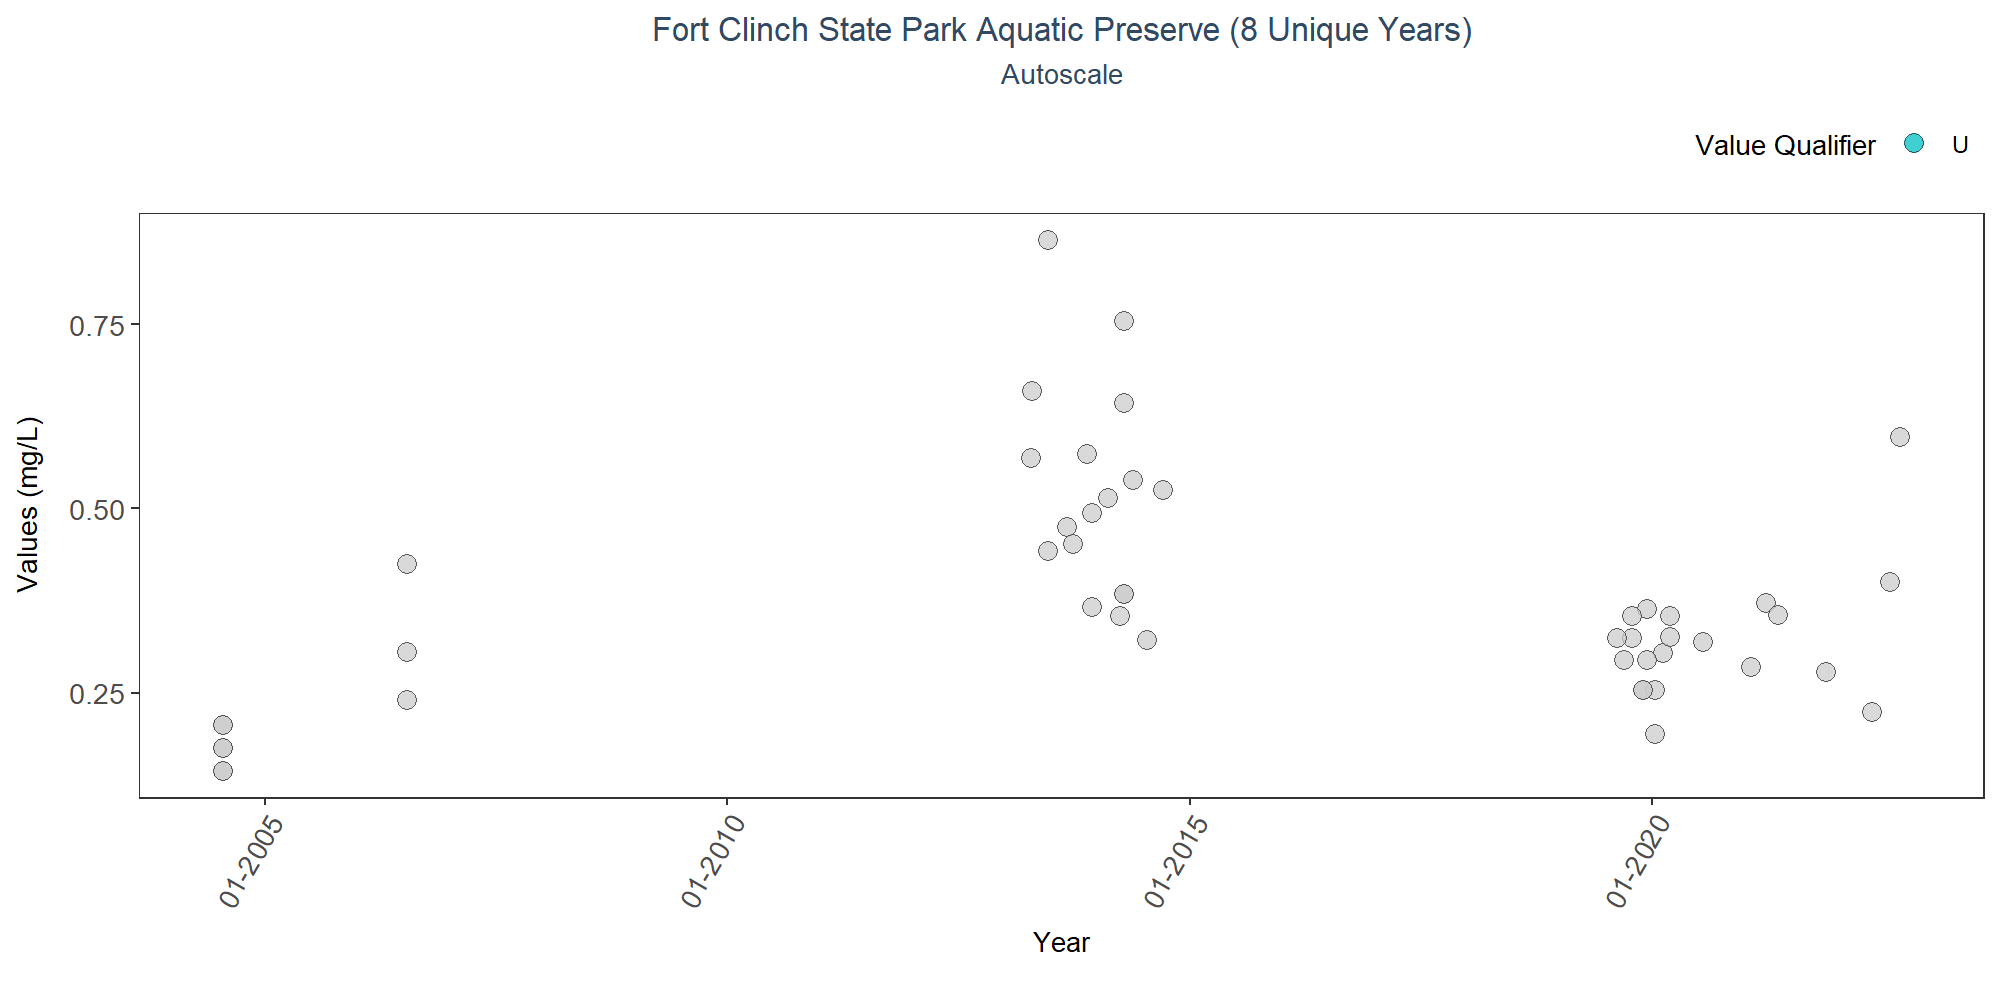 Fort Clinch State Park Aquatic Preserve (8 Unique Years)
Autoscale
Value Qualifier U
Values (mg/L)
0.75
0.50
0.25
01-2005 01-2010 01-2015 01-2020
Year